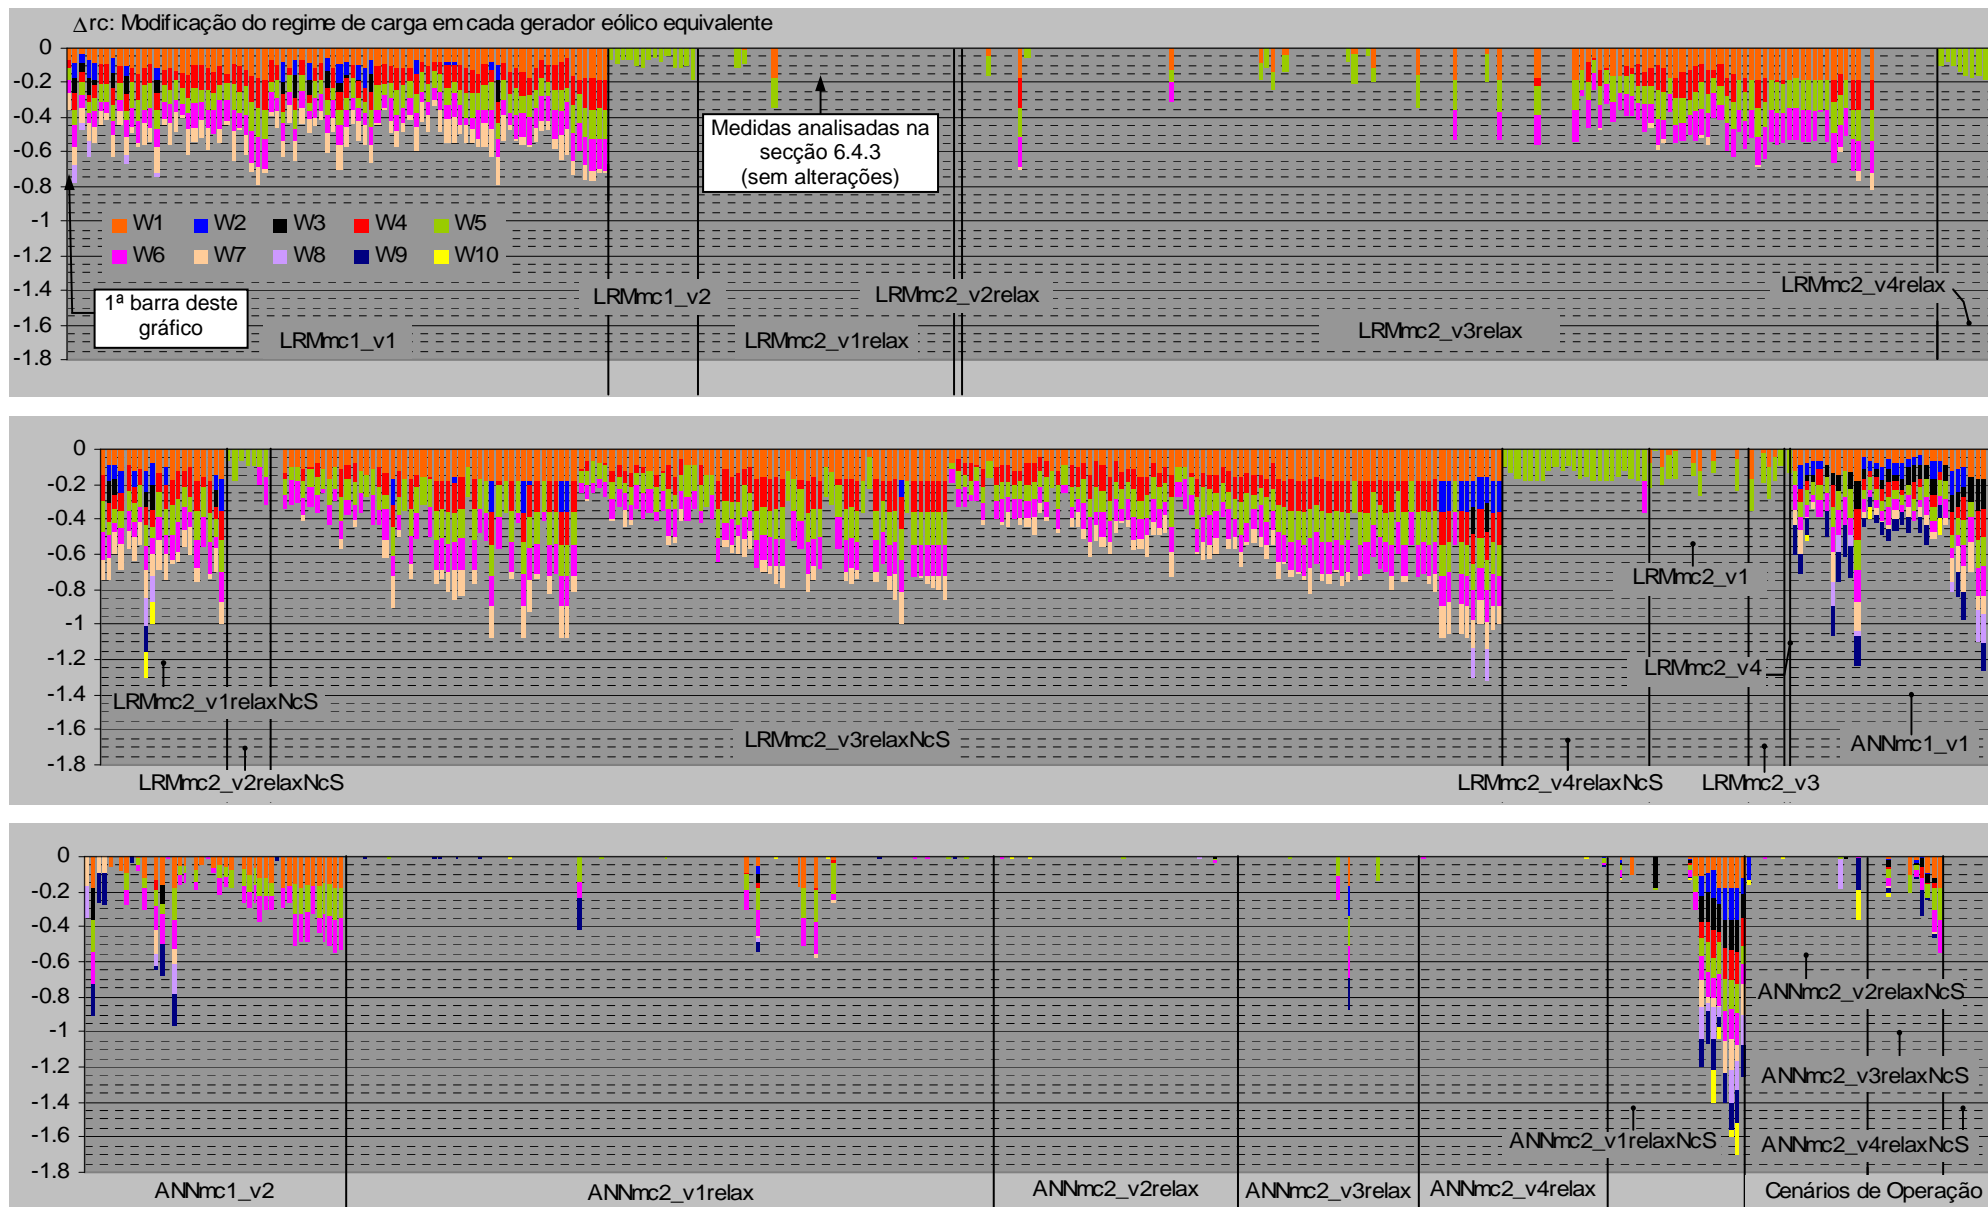 Δrc: Modificação do regime de carga em cada gerador eólico equivalente
0
-0.2
-0.4
-0.6
-0.8
-1
-1.2
-1.4
-1.6
-1.8
Medidas analisadas na
secção 6.4.3
(sem alterações)
W1 W2 W3 W4 W5
W6 W7 W8 W9 W10
1ª barra deste
gráfico
LRMmc1_v1
LRMmc1_v2
LRMmc2_v1relax
LRMmc2_v2relax
LRMmc2_v3relax
LRMmc2_v4relax
0
-0.2
-0.4
-0.6
-0.8
-1
-1.2
-1.4
-1.6
-1.8
LRMmc2_v1relaxNcS
LRMmc2_v2relaxNcS
LRMmc2_v3relaxNcS
LRMmc2_v4relaxNcS
LRMmc2_v1
LRMmc2_v3
LRMmc2_v4
ANNmc1_v1
0
-0.2
-0.4
-0.6
-0.8
-1
-1.2
-1.4
-1.6
-1.8
ANNmc1_v2
ANNmc2_v1relax
ANNmc2_v2relax
ANNmc2_v3relax
ANNmc2_v4relax
ANNmc2_v1relaxNcS
ANNmc2_v2relaxNcS
ANNmc2_v3relaxNcS
ANNmc2_v4relaxNcS
Cenários de Operação